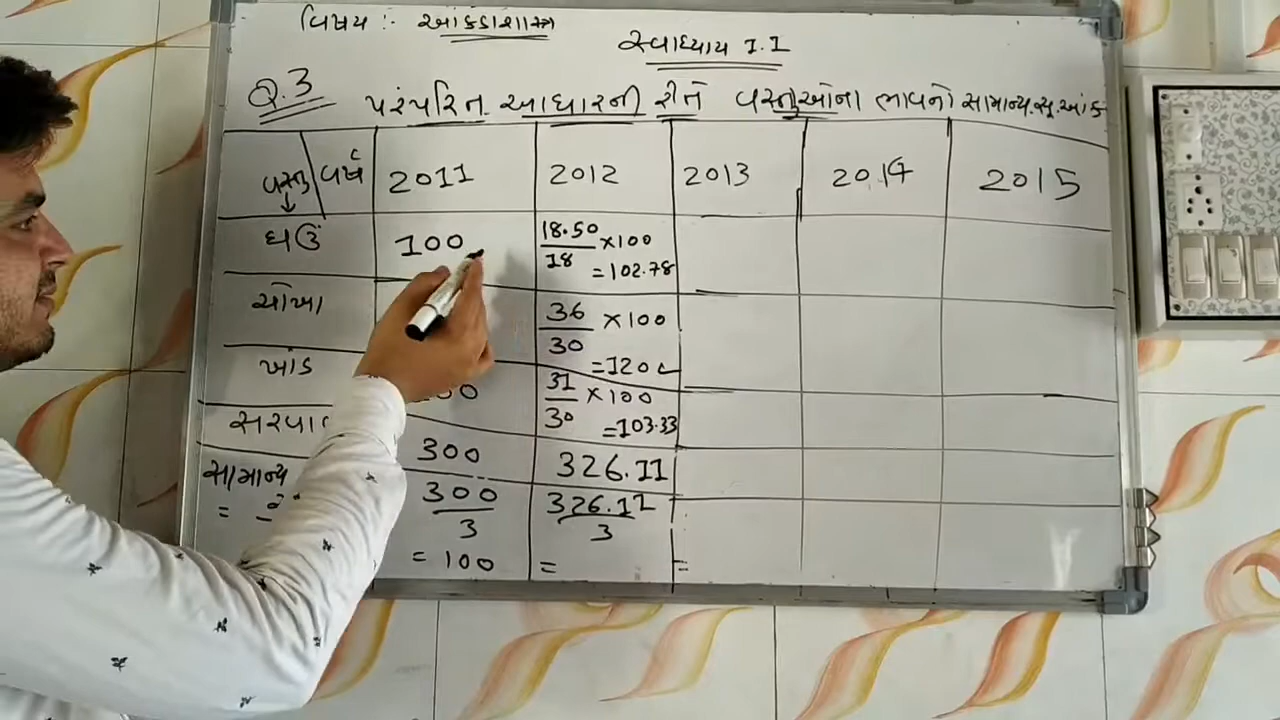 વિષય :- આંકડાશાસ્ત્ર
સ્વાધ્યાય 1.1
Q.3 પરંપરિત આધારની રીતે વસ્તુઓના ભાવનો સામાન્ય સૂ. આંક
વસ્તુ વર્ષ 2011 2012 2013 2014 2015
ઘઉં 100 18.50/18 ×100
=102.78
ચોખા 36/30 ×100
=120
ખાંડ 31/30 ×100
=103.33
300 326.11
સામાન્ય 300/3 326.11/3
= =100 = =